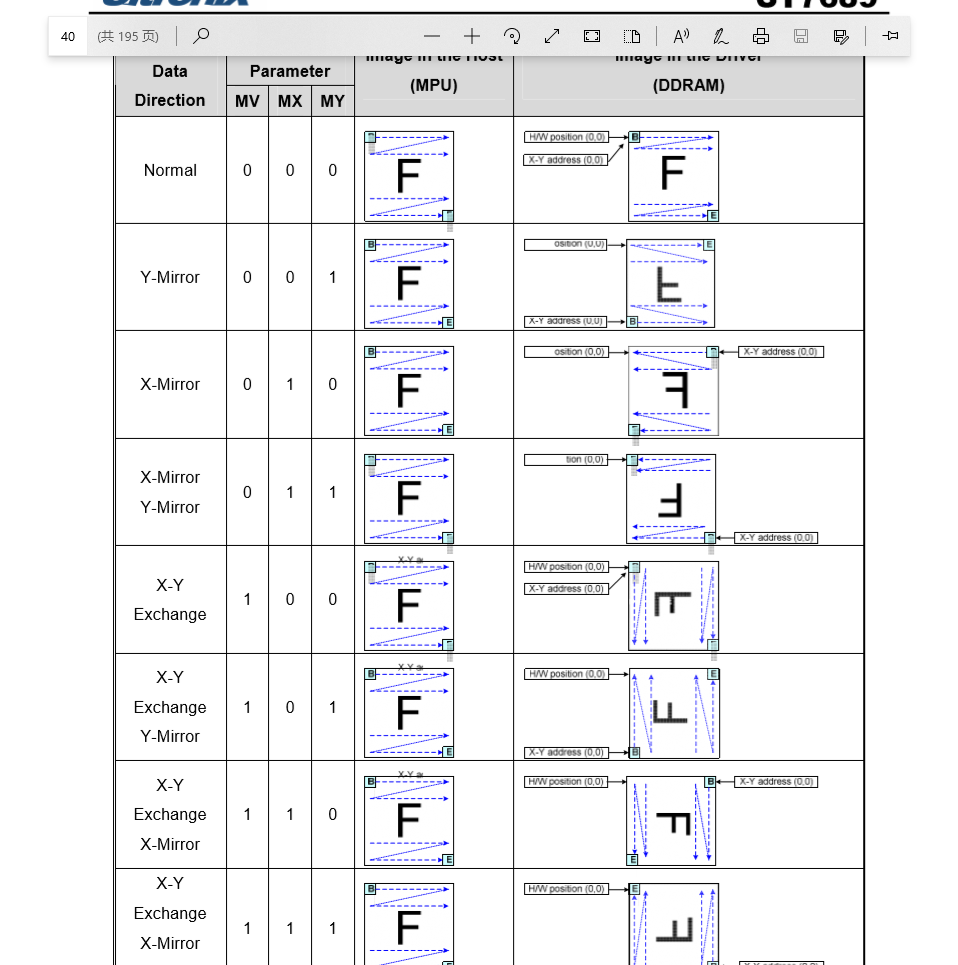 40 (共 195 页)
Data
Direction
Parameter
MV MX MY
Image in the Host
(MPU)
Image in the Driver
(DDRAM)
Normal 0 0 0
B
F
E
H/W position (0,0)
X-Y address (0,0)
B
F
E
Y-Mirror 0 0 1
B
F
E
osition (0,0)
X-Y address (0,0)
E
F
B
X-Mirror 0 1 0
B
F
E
osition (0,0)
X-Y address (0,0)
F
X-Mirror
Y-Mirror
0 1 1
F
tion (0,0)
X-Y address (0,0)
F
X-Y
Exchange
1 0 0
X-Y a
F
H/W position (0,0)
X-Y address (0,0)
F
X-Y
Exchange
Y-Mirror
1 0 1
X-Y a
B
F
E
H/W position (0,0)
X-Y address (0,0)
E
F
B
X-Y
Exchange
X-Mirror
1 1 0
X-Y a
B
F
E
H/W position (0,0)
X-Y address (0,0)
B
F
E
X-Y
Exchange
X-Mirror
1 1 1
B
F
H/W position (0,0)
E
F